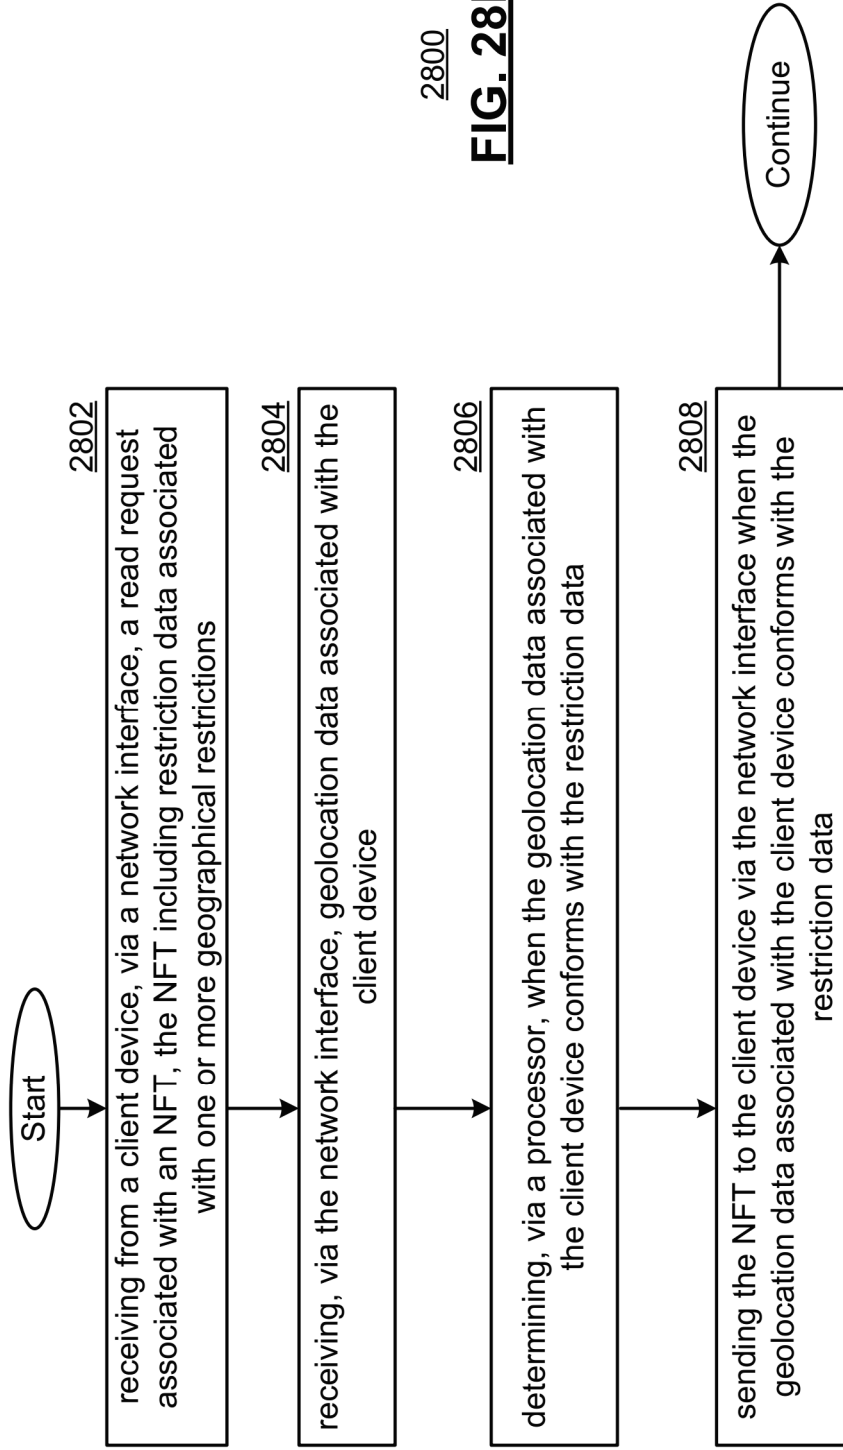 Start
2802
receiving from a client device, via a network interface, a read request
associated with an NFT, the NFT including restriction data associated
with one or more geographical restrictions
2804
receiving, via the network interface, geolocation data associated with the
client device
2806
determining, via a processor, when the geolocation data associated with
the client device conforms with the restriction data
2808
sending the NFT to the client device via the network interface when the
geolocation data associated with the client device conforms with the
restriction data
Continue
2800
FIG. 28